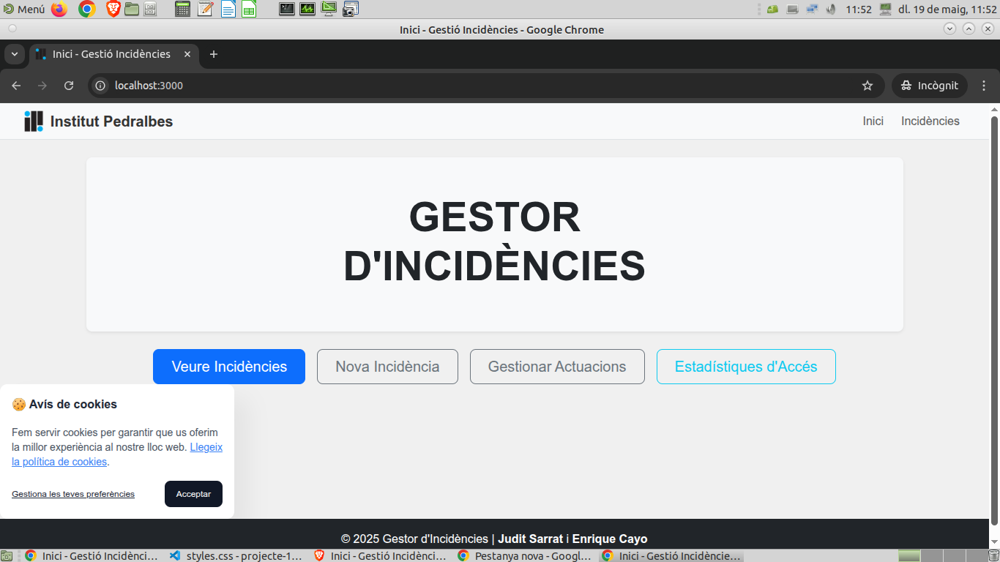 Menú
11:52
dl. 19 de maig, 11:52
Inici - Gestió Incidències - Google Chrome
Inici - Gestió Incidències
localhost:3000
Incògnit
Institut Pedralbes
Inici
Incidències
GESTOR
D'INCIDÈNCIES
Veure Incidències
Nova Incidència
Gestionar Actuacions
Estadístiques d'Accés
Avís de cookies
Fem servir cookies per garantir que us oferim
la millor experiència al nostre lloc web. Llegeix
la política de cookies.
Gestiona les teves preferències
Acceptar
© 2025 Gestor d'Incidències | Judit Sarrat i Enrique Cayo
Inici - Gestió Incidènci...
styles.css - projecte-1...
Inici - Gestió Incidènci...
Pestanya nova - Googl...
Inici - Gestió Incidèncie...